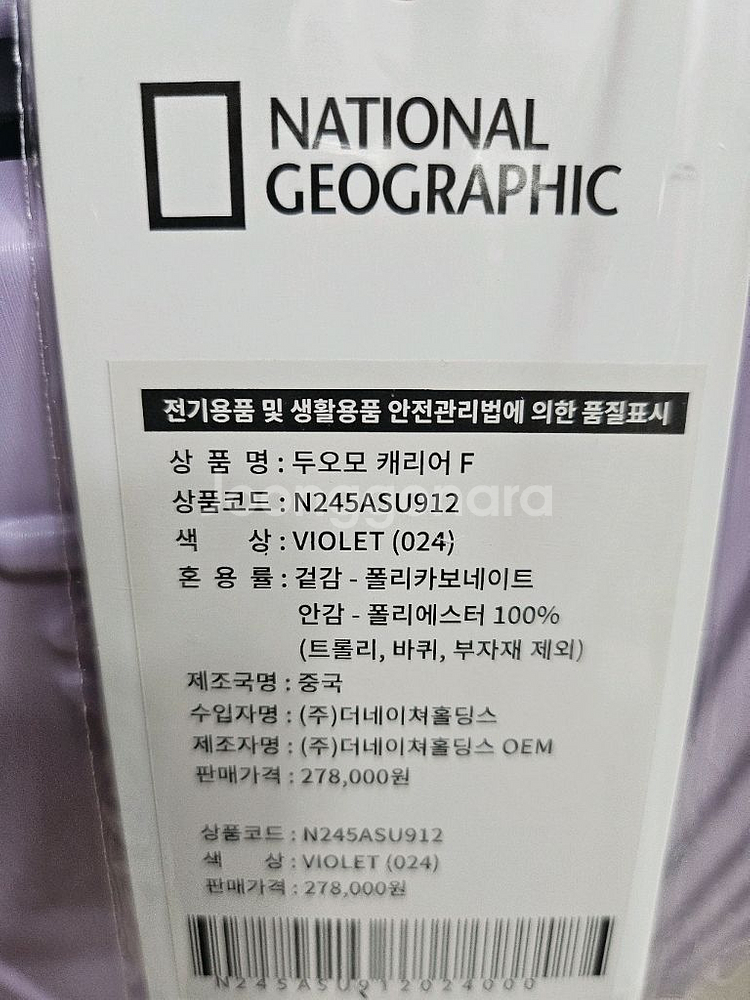 NATIONAL
GEOGRAPHIC
전기용품 및 생활용품 안전관리법에 의한 품질표시
상 품 명 : 두오모 캐리어 F
상품코드 : N245ASU912
색 상 : VIOLET (024)
혼 용 률 : 겉감 - 폴리카보네이트
안감 - 폴리에스터 100%
(트롤리, 바퀴, 부자재 제외)
제조국명 : 중국
수입자명 : (주)더네이쳐홀딩스
제조자명 : (주)더네이쳐홀딩스 OEM
판매가격 : 278,000원
상품코드 : N245ASU912
색 상 : VIOLET (024)
판매가격 : 278,000원
N245ASU912024000